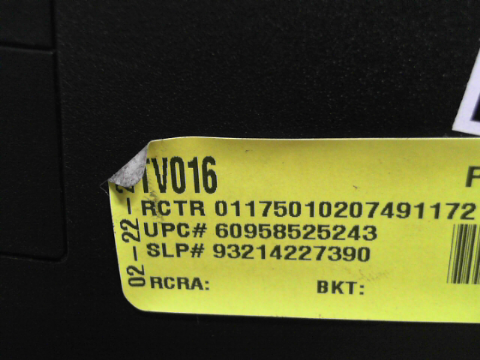 TV016
RCTR 01175010207491172
UPC# 60958525243
SLP# 93214227390
RCRA: BKT:
02-22-